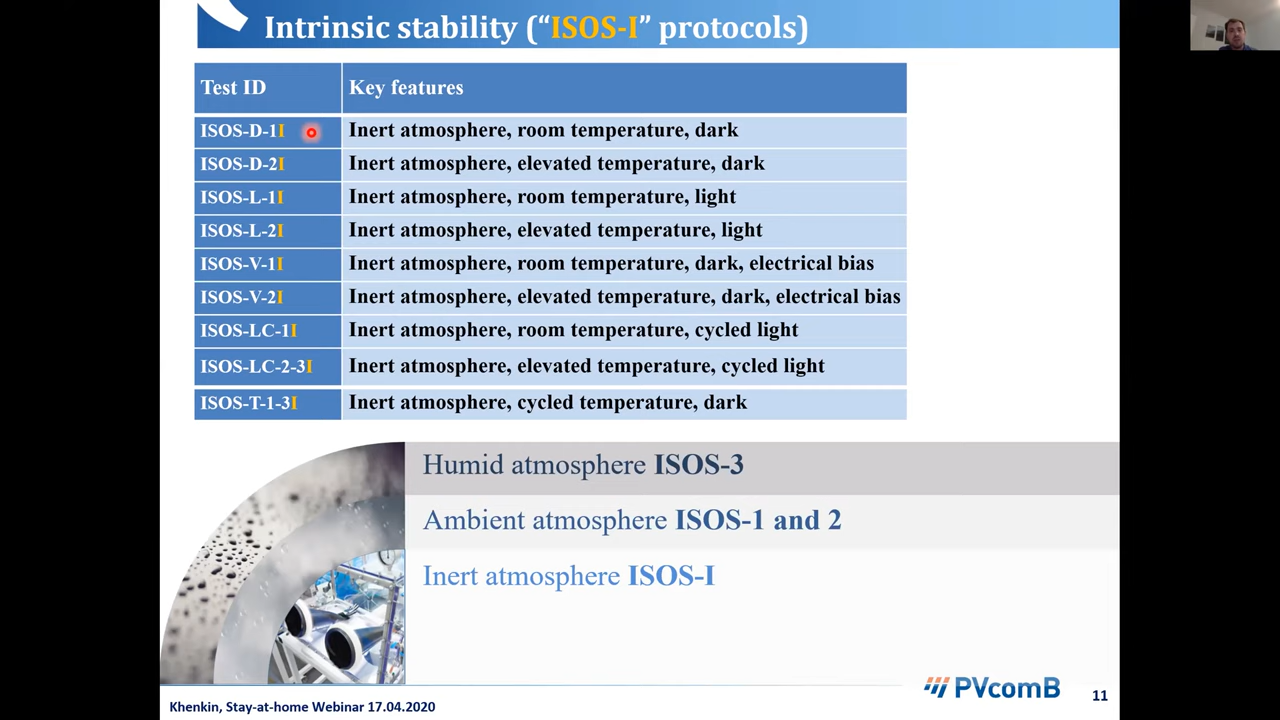 Intrinsic stability (“ISOS-I” protocols)
Test ID Key features
ISOS-D-1I Inert atmosphere, room temperature, dark
ISOS-D-2I Inert atmosphere, elevated temperature, dark
ISOS-L-1I Inert atmosphere, room temperature, light
ISOS-L-2I Inert atmosphere, elevated temperature, light
ISOS-V-1I Inert atmosphere, room temperature, dark, electrical bias
ISOS-V-2I Inert atmosphere, elevated temperature, dark, electrical bias
ISOS-LC-1I Inert atmosphere, room temperature, cycled light
ISOS-LC-2-3I Inert atmosphere, elevated temperature, cycled light
ISOS-T-1-3I Inert atmosphere, cycled temperature, dark
Humid atmosphere ISOS-3
Ambient atmosphere ISOS-1 and 2
Inert atmosphere ISOS-I
PVcomB
11
Khenkin, Stay-at-home Webinar 17.04.2020